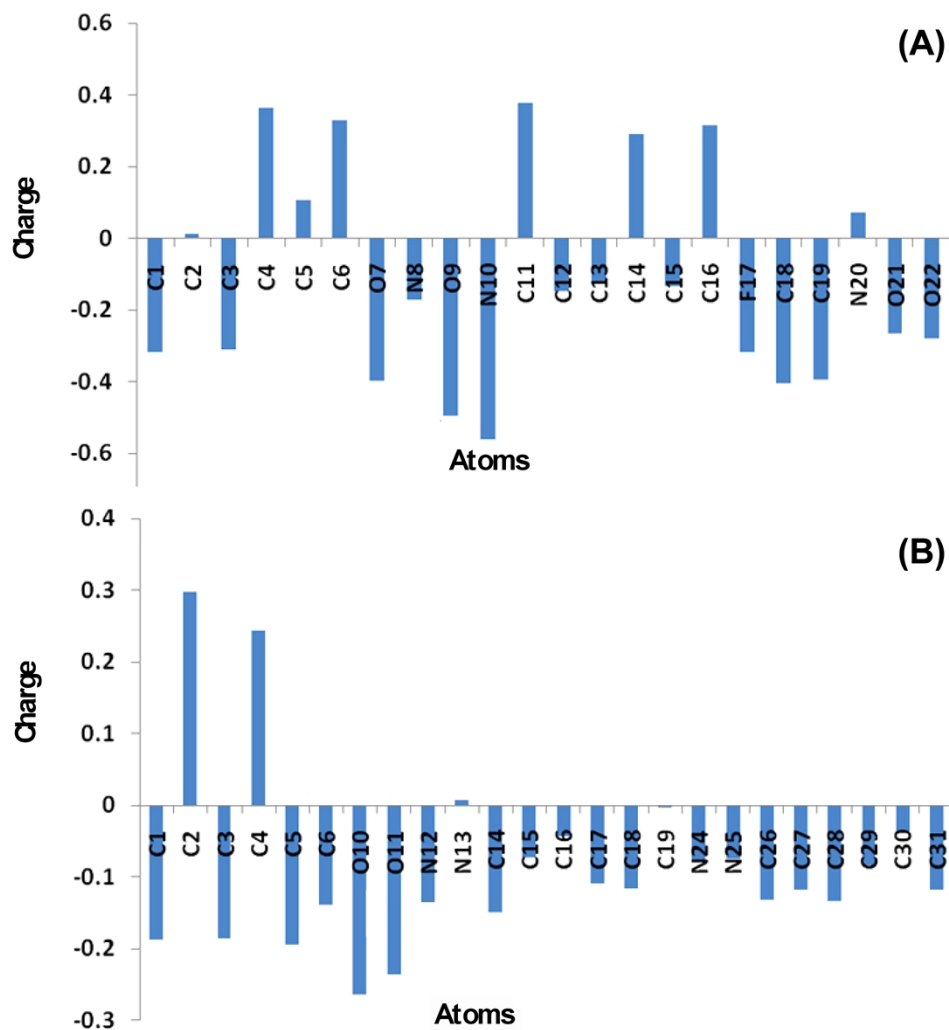 (A)
0.6
0.4
0.2
0
-0.2
-0.4
-0.6
Charge
C1 C2 C3 C4 C5 C6 O7 N8 O9 N10 C11 C12 C13 C14 C15 C16 F17 C18 C19 N20 O21 O22
Atoms
(B)
0.4
0.3
0.2
0.1
0
-0.1
-0.2
-0.3
Charge
C1 C2 C3 C4 C5 C6 O10 O11 N12 N13 C14 C15 C16 C17 C18 C19 N24 N25 C26 C27 C28 C29 C30 C31
Atoms